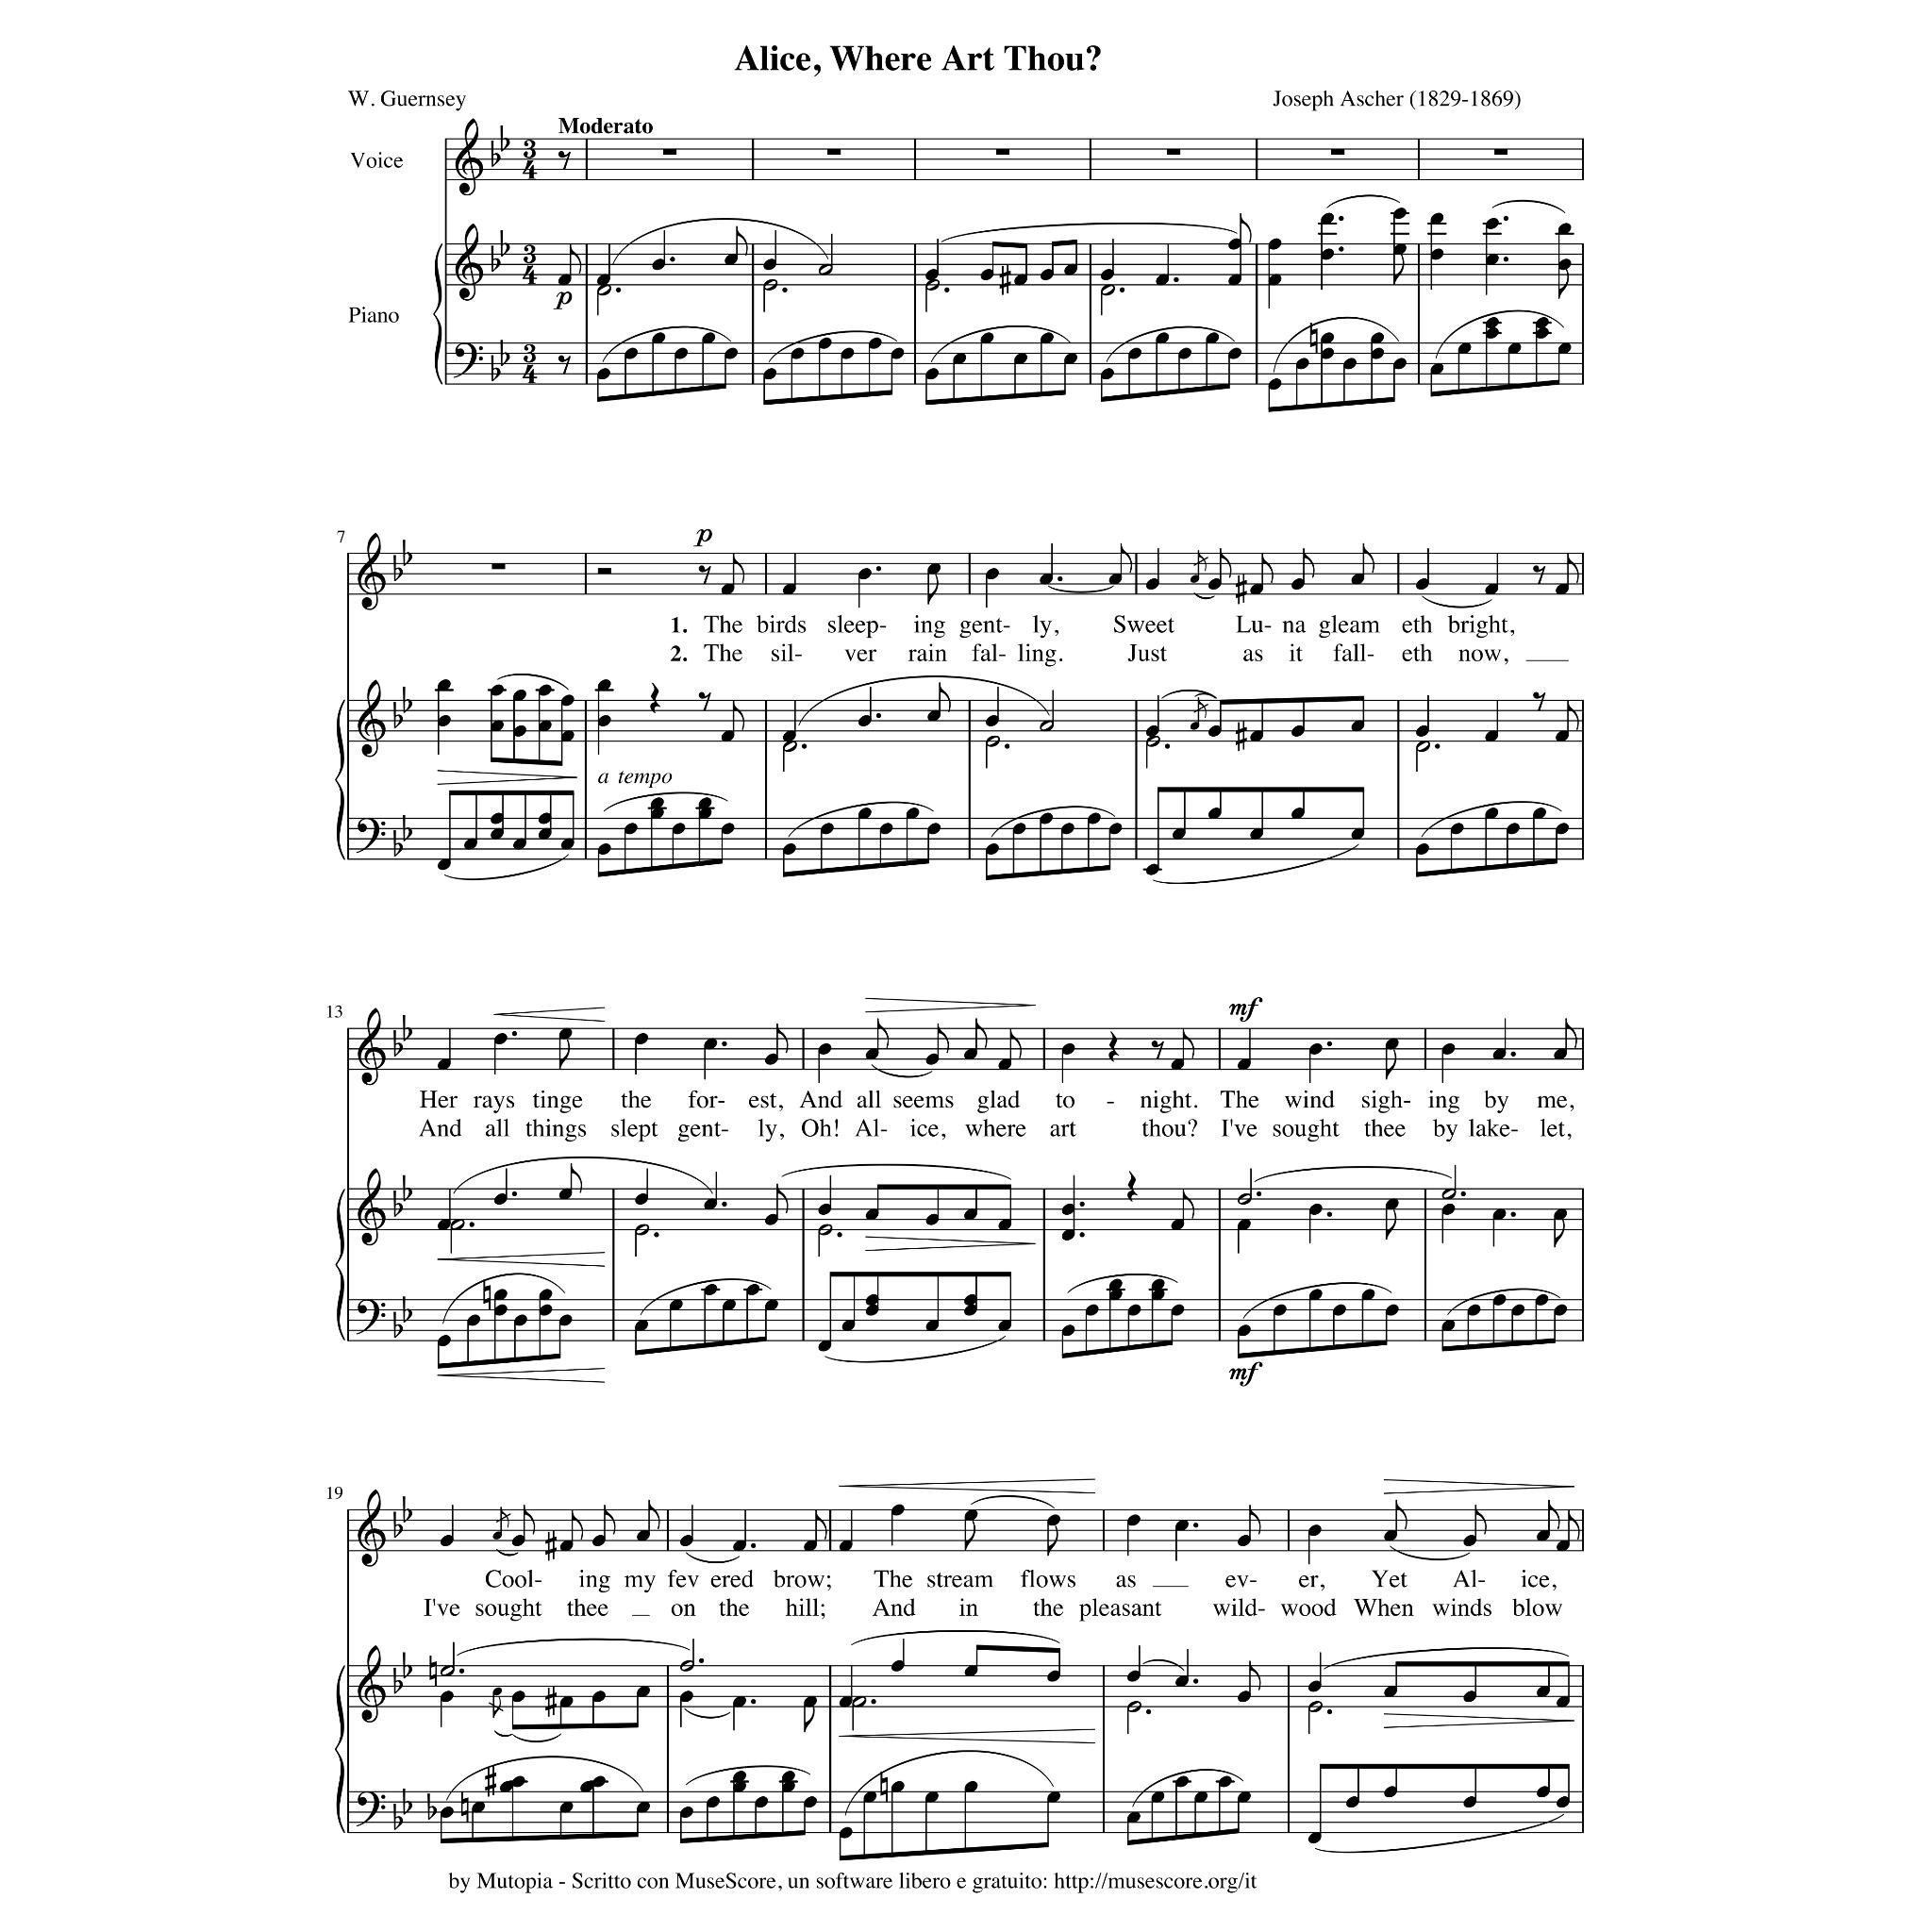 Alice, Where Art Thou?
W. Guernsey
Joseph Ascher (1829-1869)
Moderato
Voice
3 4
p
Piano
3 4
3 4
7
p
1. The birds sleep- ing gent- ly, Sweet Lu- na gleam eth bright,
2. The sil- ver rain fal- ling. Just as it fall- eth now,
a tempo
13
mf
Her rays tinge the for- est, And all seems glad to - night. The wind sigh- ing by me,
And all things slept gent- ly, Oh! Al- ice, where art thou? I've sought thee by lake- let,
mf
19
Cool- ing my fev ered brow; The stream flows as ev- er, Yet Al- ice,
I've sought thee on the hill; And in the pleasant wild- wood When winds blow
by Mutopia - Scritto con MuseScore, un software libero e gratuito: http://musescore.org/it